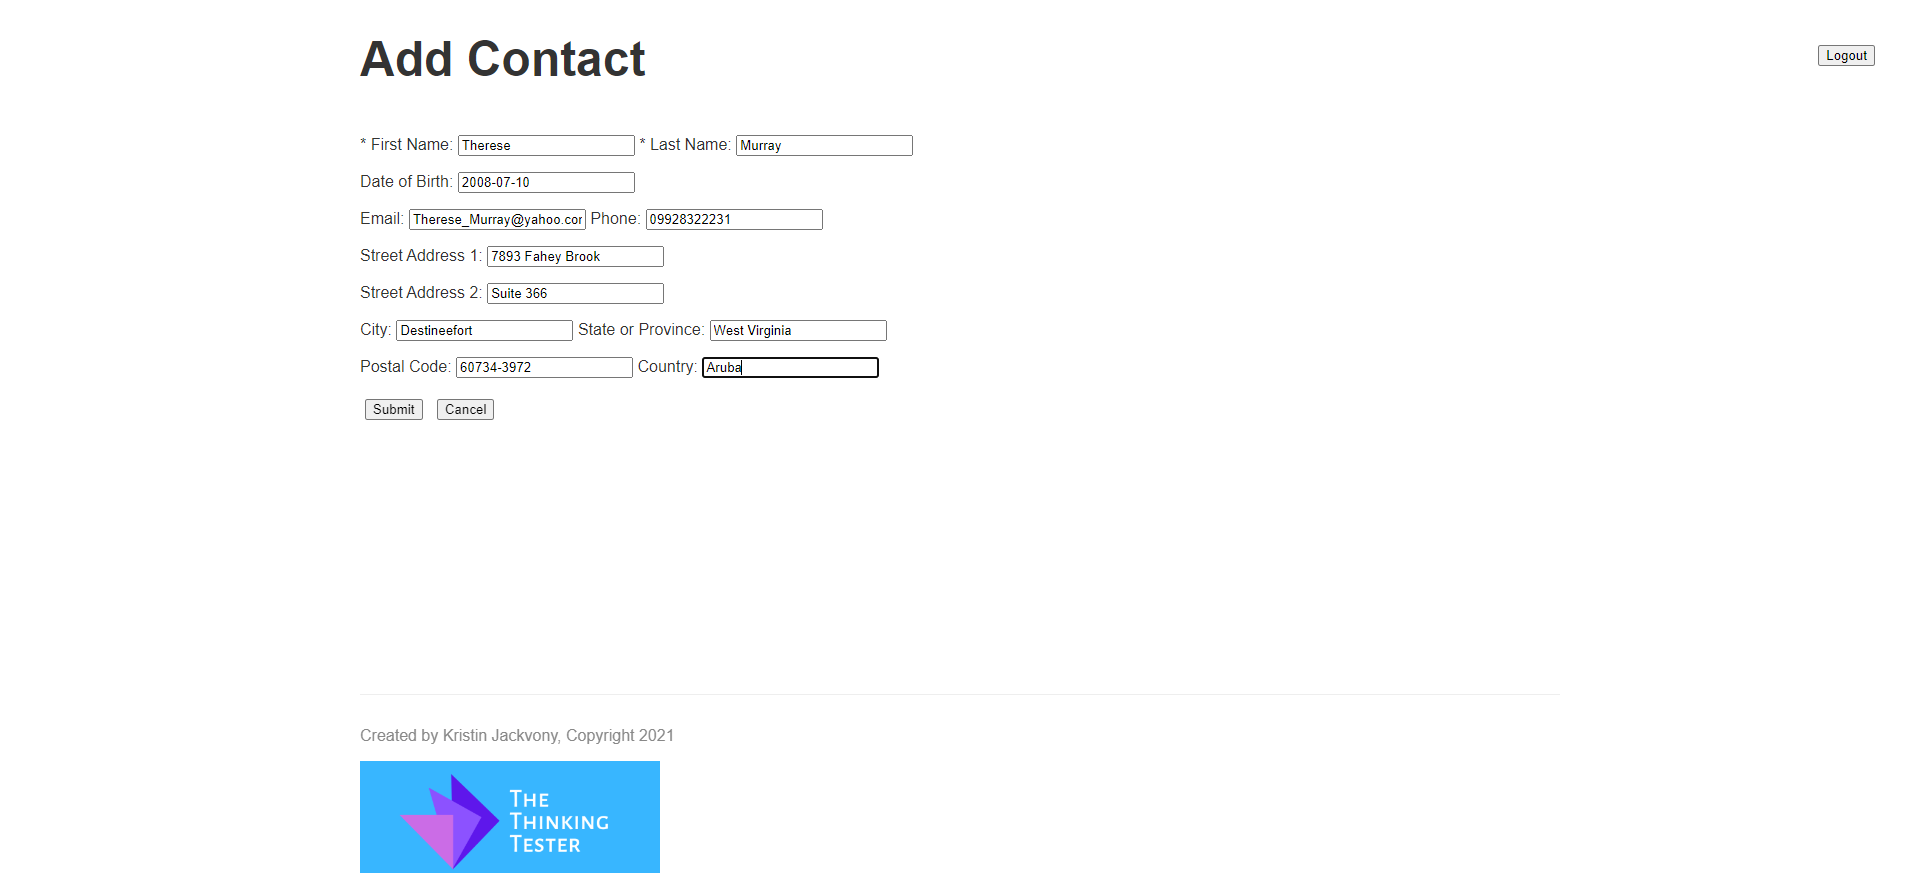 Add Contact
Logout
* First Name: Therese * Last Name: Murray
Date of Birth: 2008-07-10
Email: Therese_Murray@yahoo.cor Phone: 09928322231
Street Address 1: 7893 Fahey Brook
Street Address 2: Suite 366
City: Destineefort State or Province: West Virginia
Postal Code: 60734-3972 Country: Aruba
Submit Cancel
Created by Kristin Jackvony, Copyright 2021
THE
THINKING
TESTER